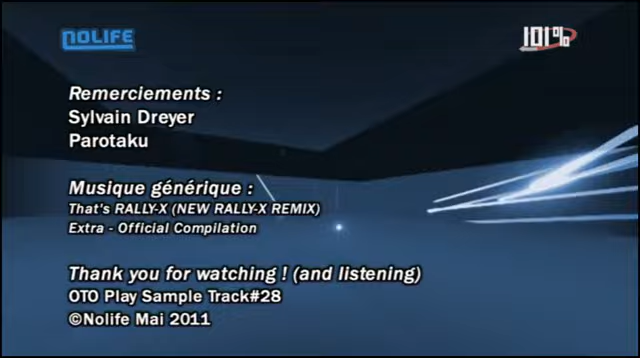 NOLIFE
101%
Remerciements :
Sylvain Dreyer
Parotaku
Musique générique :
That's RALLY-X (NEW RALLY-X REMIX)
Extra - Official Compilation
Thank you for watching ! (and listening)
OTO Play Sample Track#28
©Nolife Mai 2011